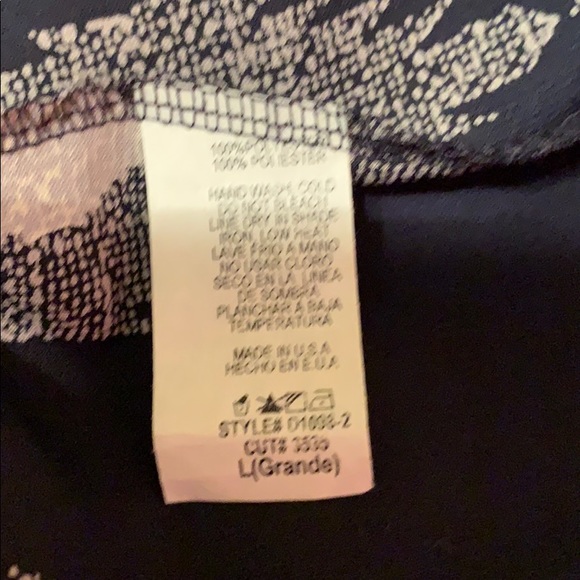 100% POLYESTER
100% POLIESTER
HAND WASH, COLD
DO NOT BLEACH
LINE DRY IN SHADE
IRON, LOW HEAT
LAVE FRIO A MANO
NO USAR CLORO
SECO EN LA LINEA
DE SOMBRA
PLANCHAR A BAJA
TEMPERATURA
MADE IN U.S.A
HECHO EN E.U.A
STYLE# D1098-2
CUT#
L(Grande)